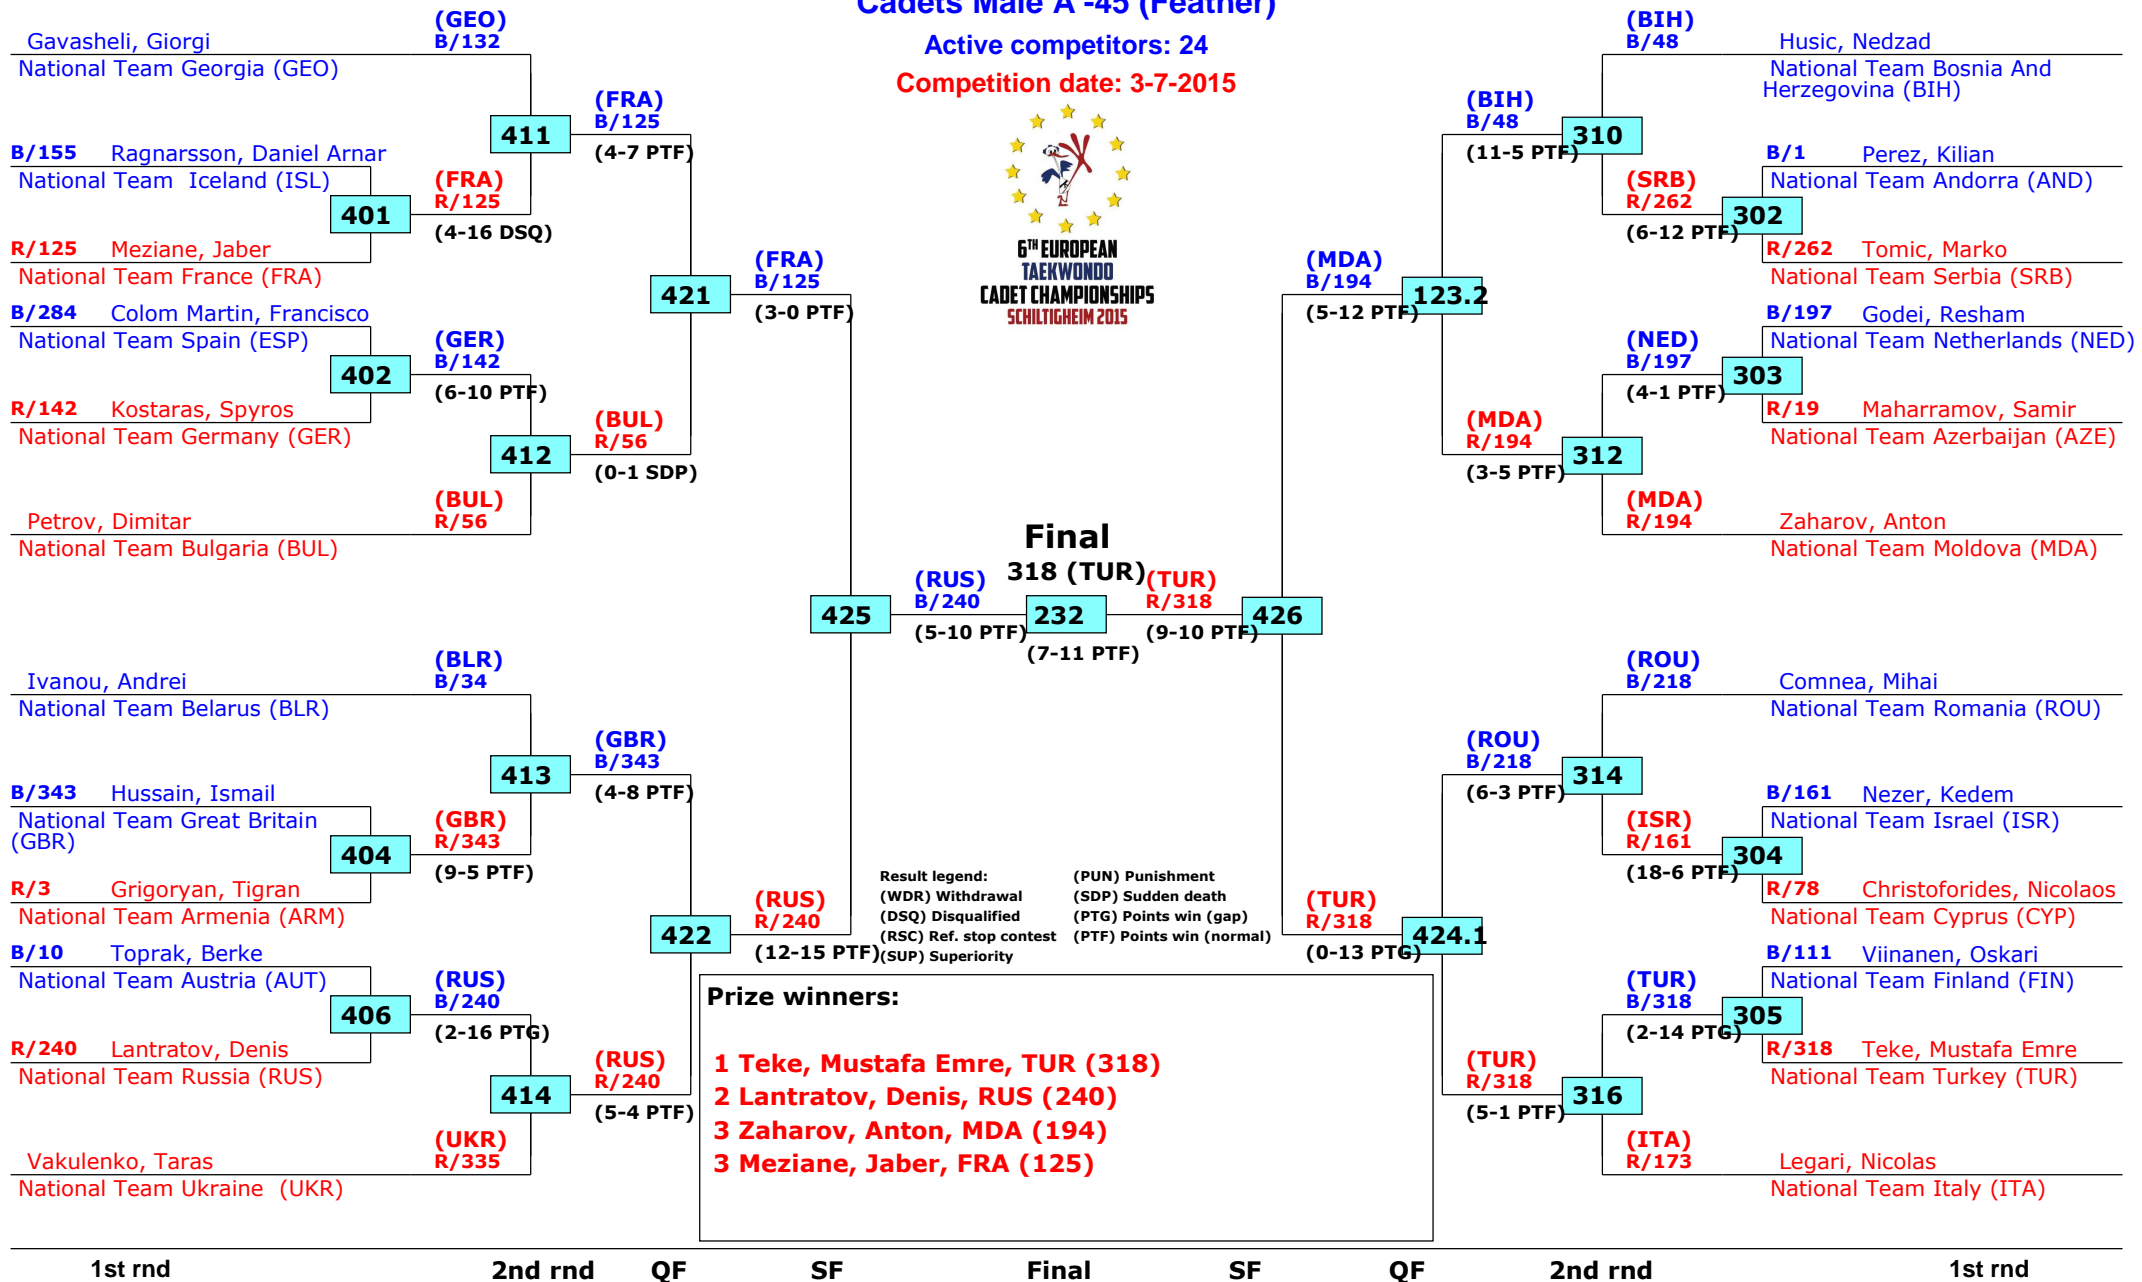 Cadets Male A -45 (Feather)
Active competitors: 24
Competition date: 3-7-2015
6TH EUROPEAN
TAEKWONDO
CADET CHAMPIONSHIPS
SCHILTIGHEIM 2015
Gavasheli, Giorgi
National Team Georgia (GEO)
(GEO)
B/132
B/155 Ragnarsson, Daniel Arnar
National Team  Iceland (ISL)
401
R/125 Meziane, Jaber
National Team France (FRA)
(FRA)
R/125
(4-16 DSQ)
411
(FRA)
B/125
(4-7 PTF)
B/284 Colom Martin, Francisco
National Team Spain (ESP)
402
R/142 Kostaras, Spyros
National Team Germany (GER)
(GER)
B/142
(6-10 PTF)
412
(BUL)
R/56
Petrov, Dimitar
National Team Bulgaria (BUL)
(BUL)
R/56
(0-1 SDP)
421
(FRA)
B/125
(3-0 PTF)
Ivanou, Andrei
National Team Belarus (BLR)
(BLR)
B/34
B/343 Hussain, Ismail
National Team Great Britain
(GBR)
404
R/3 Grigoryan, Tigran
National Team Armenia (ARM)
(GBR)
R/343
(9-5 PTF)
413
(GBR)
B/343
(4-8 PTF)
B/10 Toprak, Berke
National Team Austria (AUT)
406
R/240 Lantratov, Denis
National Team Russia (RUS)
(RUS)
B/240
(2-16 PTG)
414
(UKR)
R/335
Vakulenko, Taras
National Team Ukraine  (UKR)
(RUS)
R/240
(5-4 PTF)
422
(RUS)
R/240
(12-15 PTF)
425
(RUS)
B/240
(5-10 PTF)
Final
318 (TUR)
232
(7-11 PTF)
(TUR)
R/318
(9-10 PTF)
426
(MDA)
B/194
(5-12 PTF)
123.2
(BIH)
B/48
(11-5 PTF)
310
(BIH)
B/48
Husic, Nedzad
National Team Bosnia And
Herzegovina (BIH)
(SRB)
R/262
(6-12 PTF)
302
B/1 Perez, Kilian
National Team Andorra (AND)
R/262 Tomic, Marko
National Team Serbia (SRB)
(MDA)
R/194
(3-5 PTF)
312
(NED)
B/197
(4-1 PTF)
303
B/197 Godei, Resham
National Team Netherlands (NED)
R/19 Maharramov, Samir
National Team Azerbaijan (AZE)
(MDA)
R/194
Zaharov, Anton
National Team Moldova (MDA)
(TUR)
R/318
(0-13 PTG)
424.1
(ROU)
B/218
(6-3 PTF)
314
(ROU)
B/218
Comnea, Mihai
National Team Romania (ROU)
(ISR)
R/161
(18-6 PTF)
304
B/161 Nezer, Kedem
National Team Israel (ISR)
R/78 Christoforides, Nicolaos
National Team Cyprus (CYP)
(TUR)
R/318
(5-1 PTF)
316
(TUR)
B/318
(2-14 PTG)
305
B/111 Viinanen, Oskari
National Team Finland (FIN)
R/318 Teke, Mustafa Emre
National Team Turkey (TUR)
(ITA)
R/173
Legari, Nicolas
National Team Italy (ITA)
Result legend: (PUN) Punishment
(WDR) Withdrawal (SDP) Sudden death
(DSQ) Disqualified (PTG) Points win (gap)
(RSC) Ref. stop contest (PTF) Points win (normal)
(SUP) Superiority
Prize winners:
1 Teke, Mustafa Emre, TUR (318)
2 Lantratov, Denis, RUS (240)
3 Zaharov, Anton, MDA (194)
3 Meziane, Jaber, FRA (125)
1st rnd 2nd rnd QF SF Final SF QF 2nd rnd 1st rnd